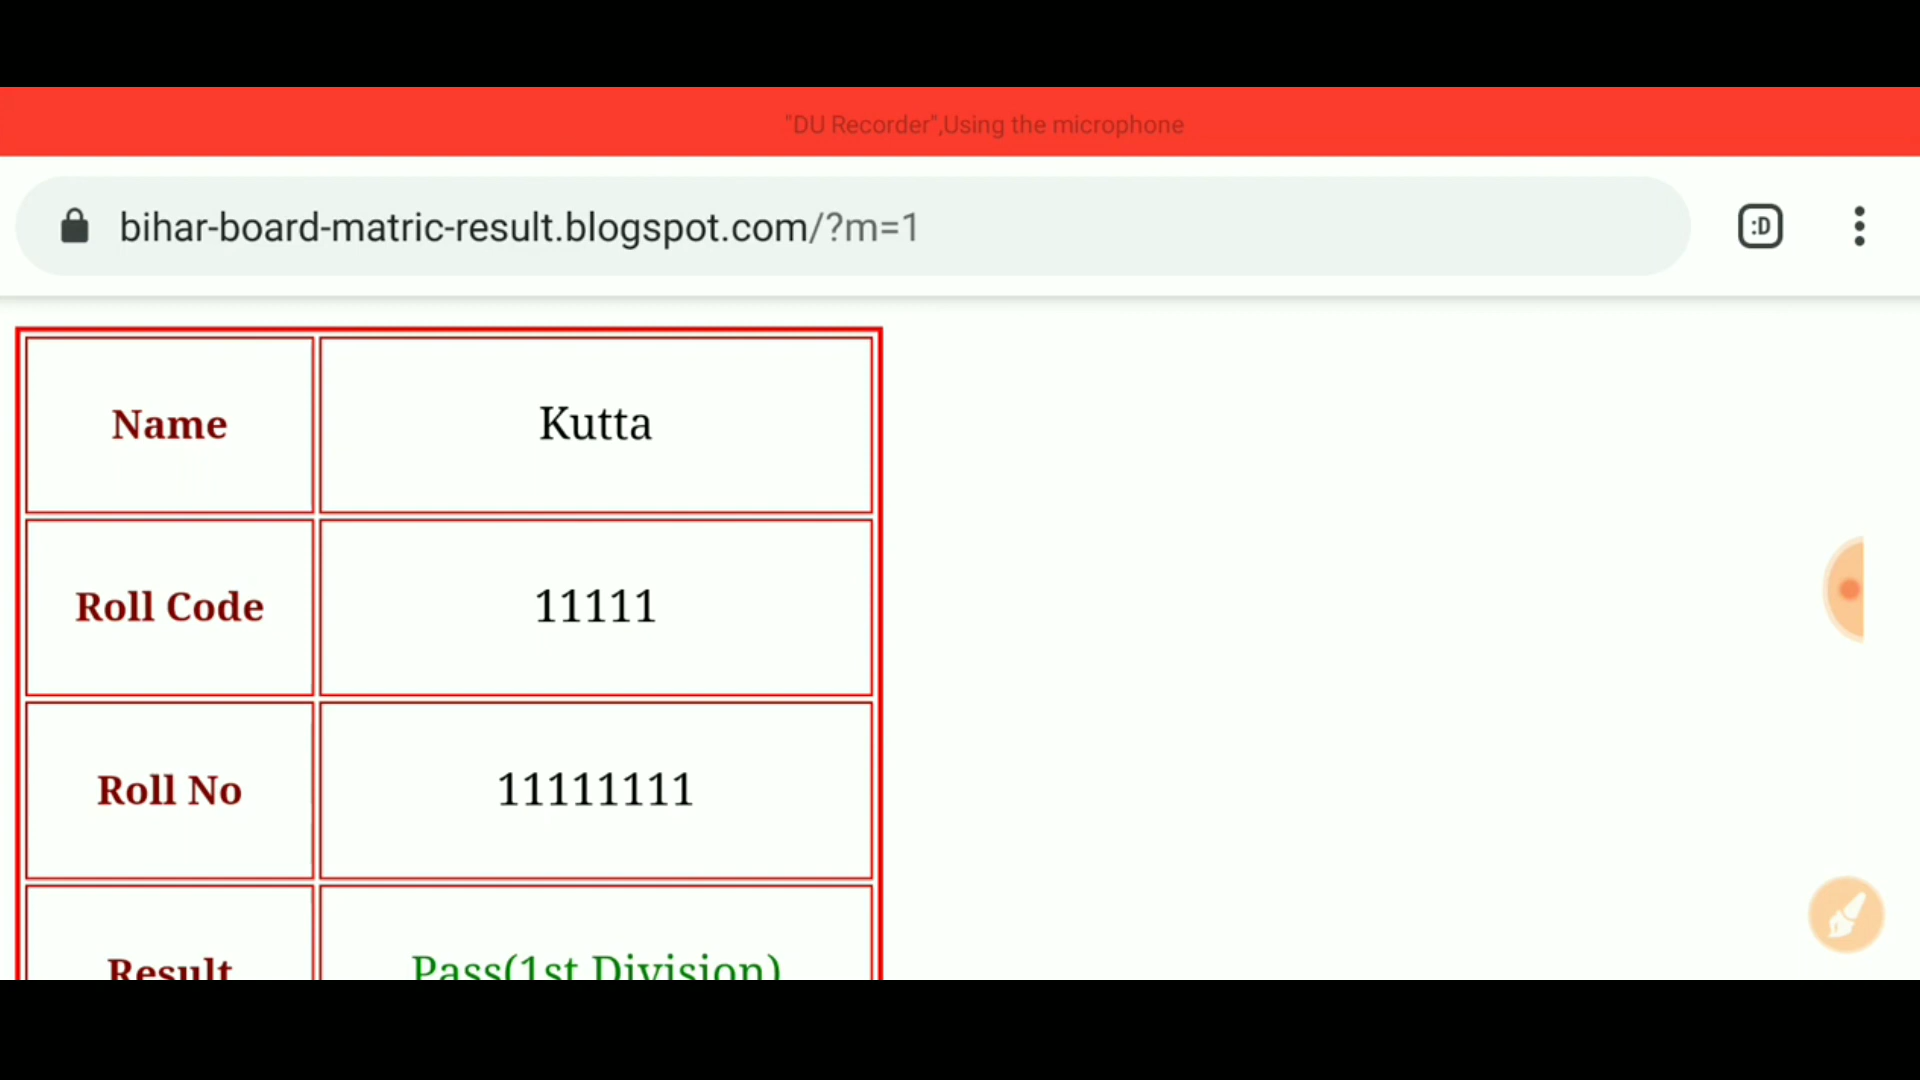 "DU Recorder",Using the microphone
bihar-board-matric-result.blogspot.com/?m=1
:D
Name Kutta
Roll Code 11111
Roll No 11111111
Result Pass(1st Division)